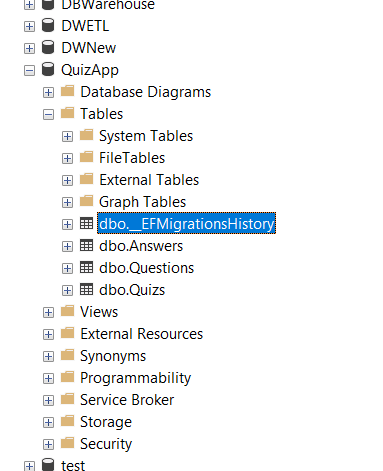 DBWarehouse
DWETL
DWNew
QuizApp
Database Diagrams
Tables
System Tables
FileTables
External Tables
Graph Tables
dbo.__EFMigrationsHistory
dbo.Answers
dbo.Questions
dbo.Quizs
Views
External Resources
Synonyms
Programmability
Service Broker
Storage
Security
test